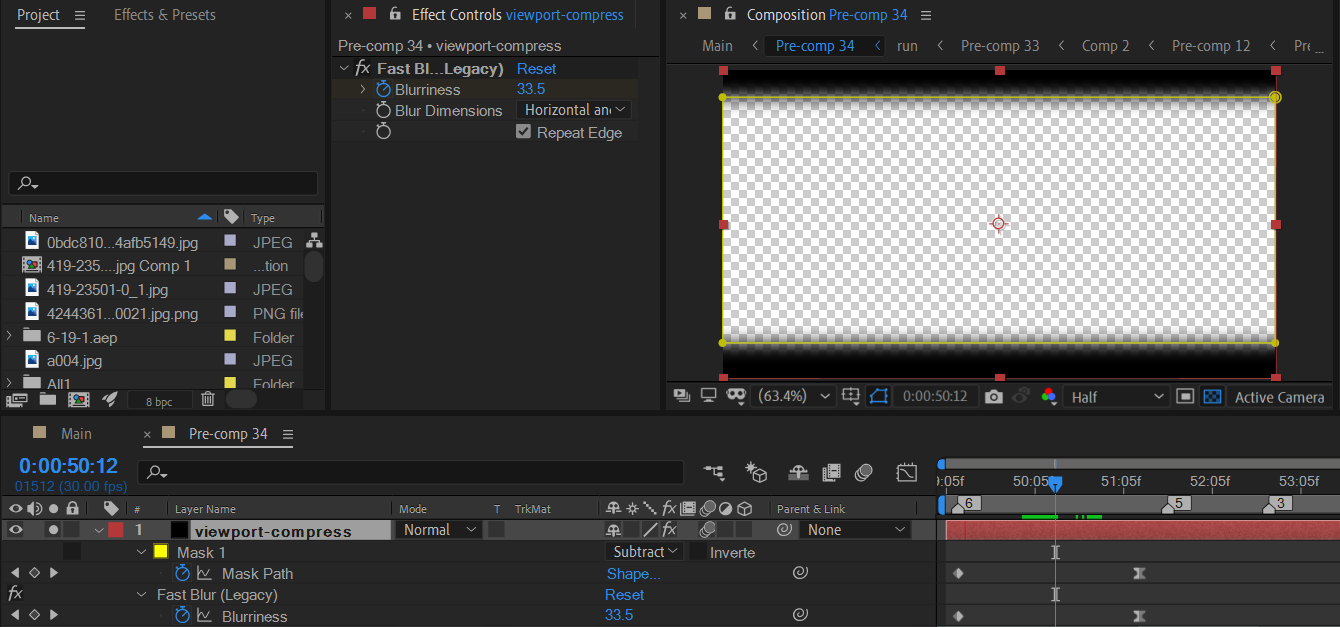 Project
Effects & Presets
Effect Controls viewport-compress
Composition Pre-comp 34
Pre-comp 34 • viewport-compress
Main
Pre-comp 34
run
Pre-comp 33
Comp 2
Pre-comp 12
Pre ...
fx Fast Bl...Legacy) Reset
Blurriness 33.5
Blur Dimensions Horizontal an
Repeat Edge
Name Type
0bdc810...4afb5149.jpg JPEG
419-235....jpg Comp 1 ...tion
419-23501-0_1.jpg JPEG
4244361...0021.jpg.png PNG file
6-19-1.aep Folder
a004.jpg JPEG
All1 Folder
8 bpc
(63.4%) 0:00:50:12 Half Active Camera
Main
Pre-comp 34
0:00:50:12
01512 (30.00 fps)
9:05f 50:05f 51:05f 52:05f 53:05f
6 5 3
# Layer Name Mode T TrkMat fx Parent & Link
1 viewport-compress Normal fx None
Mask 1 Subtract Inverte
Mask Path Shape...
fx Fast Blur (Legacy) Reset
Blurriness 33.5